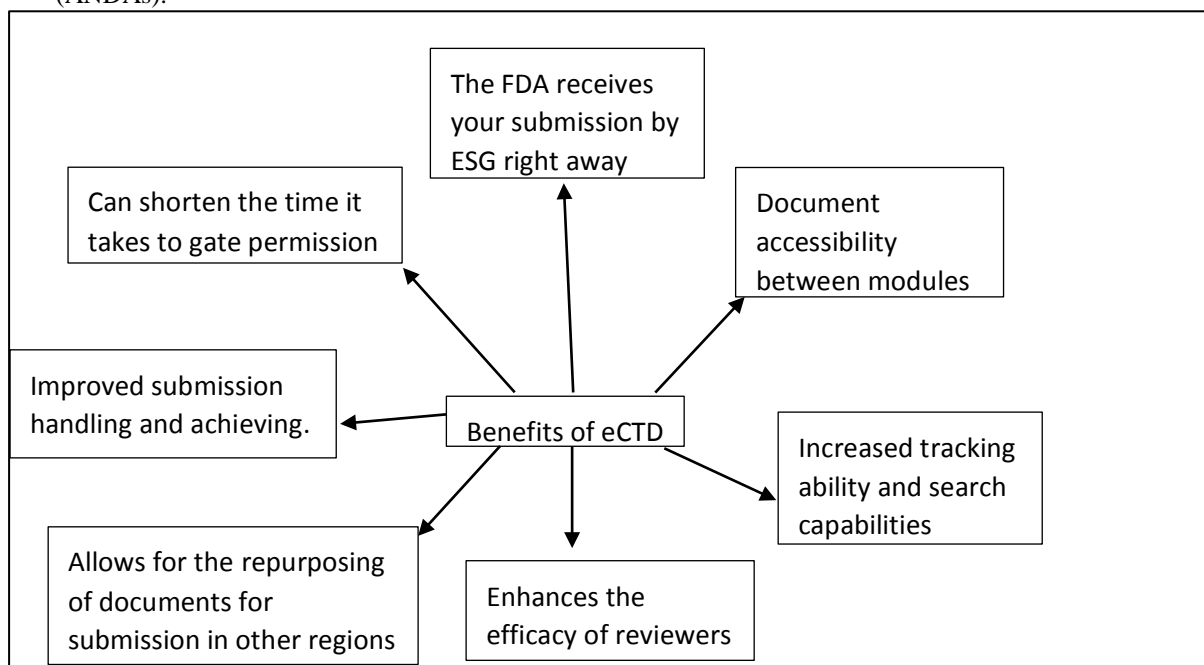 (ANDAs).
The FDA receives
your submission by
ESG right away
Can shorten the time it
takes to gate permission
Document
accessibility
between modules
Improved submission
handling and achieving.
Benefits of eCTD
Increased tracking
ability and search
capabilities
Allows for the repurposing
of documents for
submission in other regions
Enhances the
efficacy of reviewers